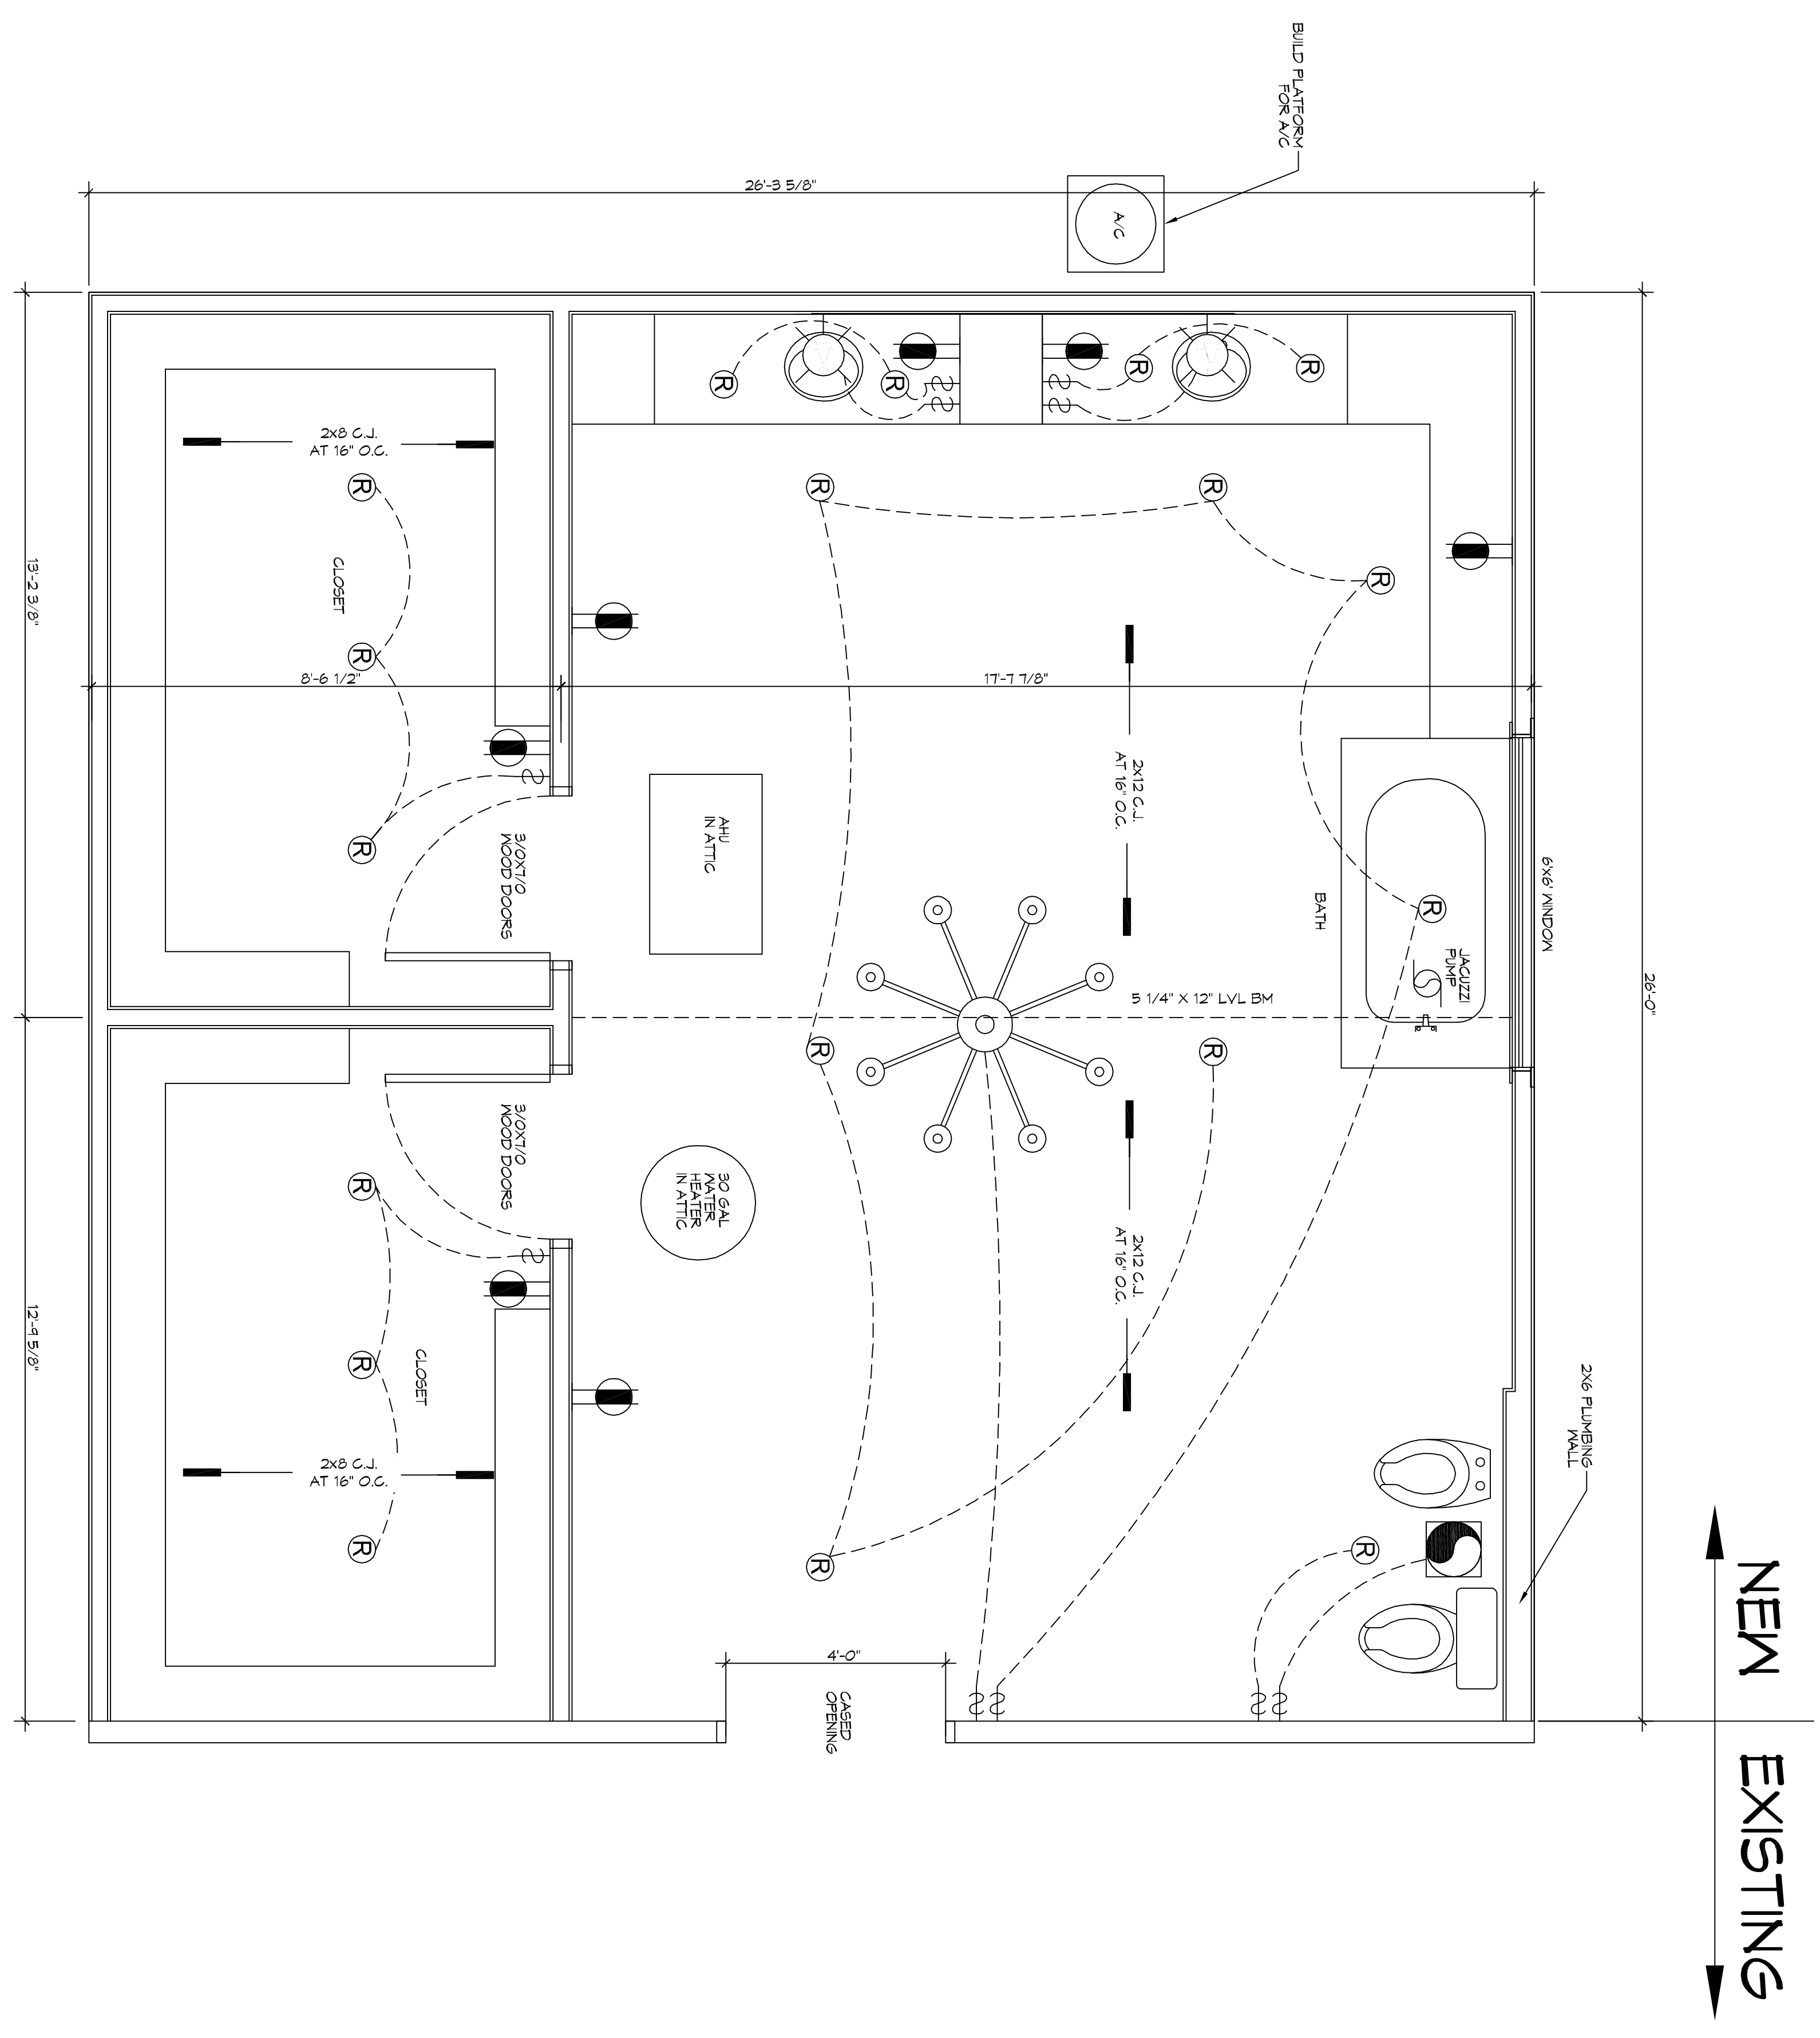 BUILD PLATFORM
FOR A/C
26'-3 5/8"
A/C
R
R
R
R
2x8 C.J.
AT 16" O.C.
R
R
R
CLOSET
13'-2 3/8"
R
R
8'-6 1/2"
17'-7 7/8"
2x12 C.J.
AT 16" O.C.
AHU
IN ATTIC
3/0X7/0
WOOD DOORS
R
BATH
R
6'x6' WINDOW
JACUZZI
PUMP
26'-0"
5 1/4" X 12" LVL BM
R
R
3/0X7/0
WOOD DOORS
30 GAL
WATER
HEATER
IN ATTIC
R
2x12 C.J.
AT 16" O.C.
12'-9 5/8"
R
CLOSET
2X6 PLUMBING
WALL
2x8 C.J.
AT 16" O.C.
R
R
R
4'-0"
CASED
OPENING
NEW
EXISTING